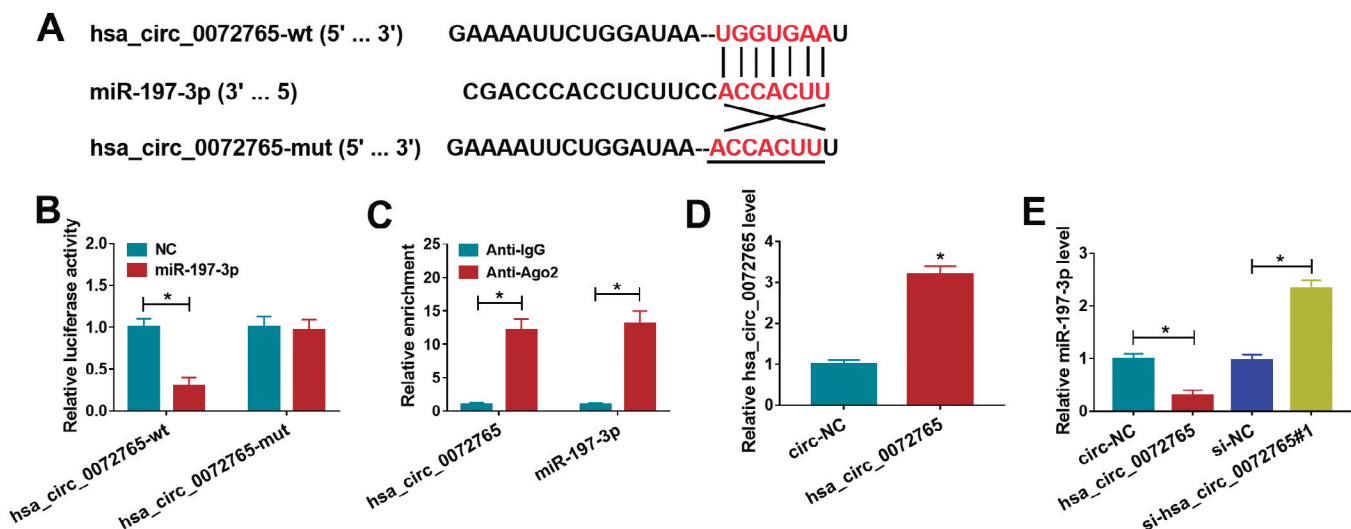 A
hsa_circ_0072765-wt (5' ... 3') GAAAAUUCUGGAUAA--UGGUGAAU
miR-197-3p (3' ... 5) CGACCCACCUCUUCCACCACUU
hsa_circ_0072765-mut (5' ... 3') GAAAAUUCUGGAUAA--ACCACUUU
B
Relative luciferase activity
2.0
1.5
1.0
0.5
0.0
NC
miR-197-3p
*
hsa_circ_0072765-wt
hsa_circ_0072765-mut
C
Relative enrichment
25
20
15
10
5
0
Anti-IgG
Anti-Ago2
*
*
hsa_circ_0072765
miR-197-3p
D
Relative hsa_circ_0072765 level
4
3
2
1
0
*
circ-NC
hsa_circ_0072765
E
Relative miR-197-3p level
3
2
1
0
*
*
circ-NC
hsa_circ_0072765
si-NC
si-hsa_circ_0072765#1